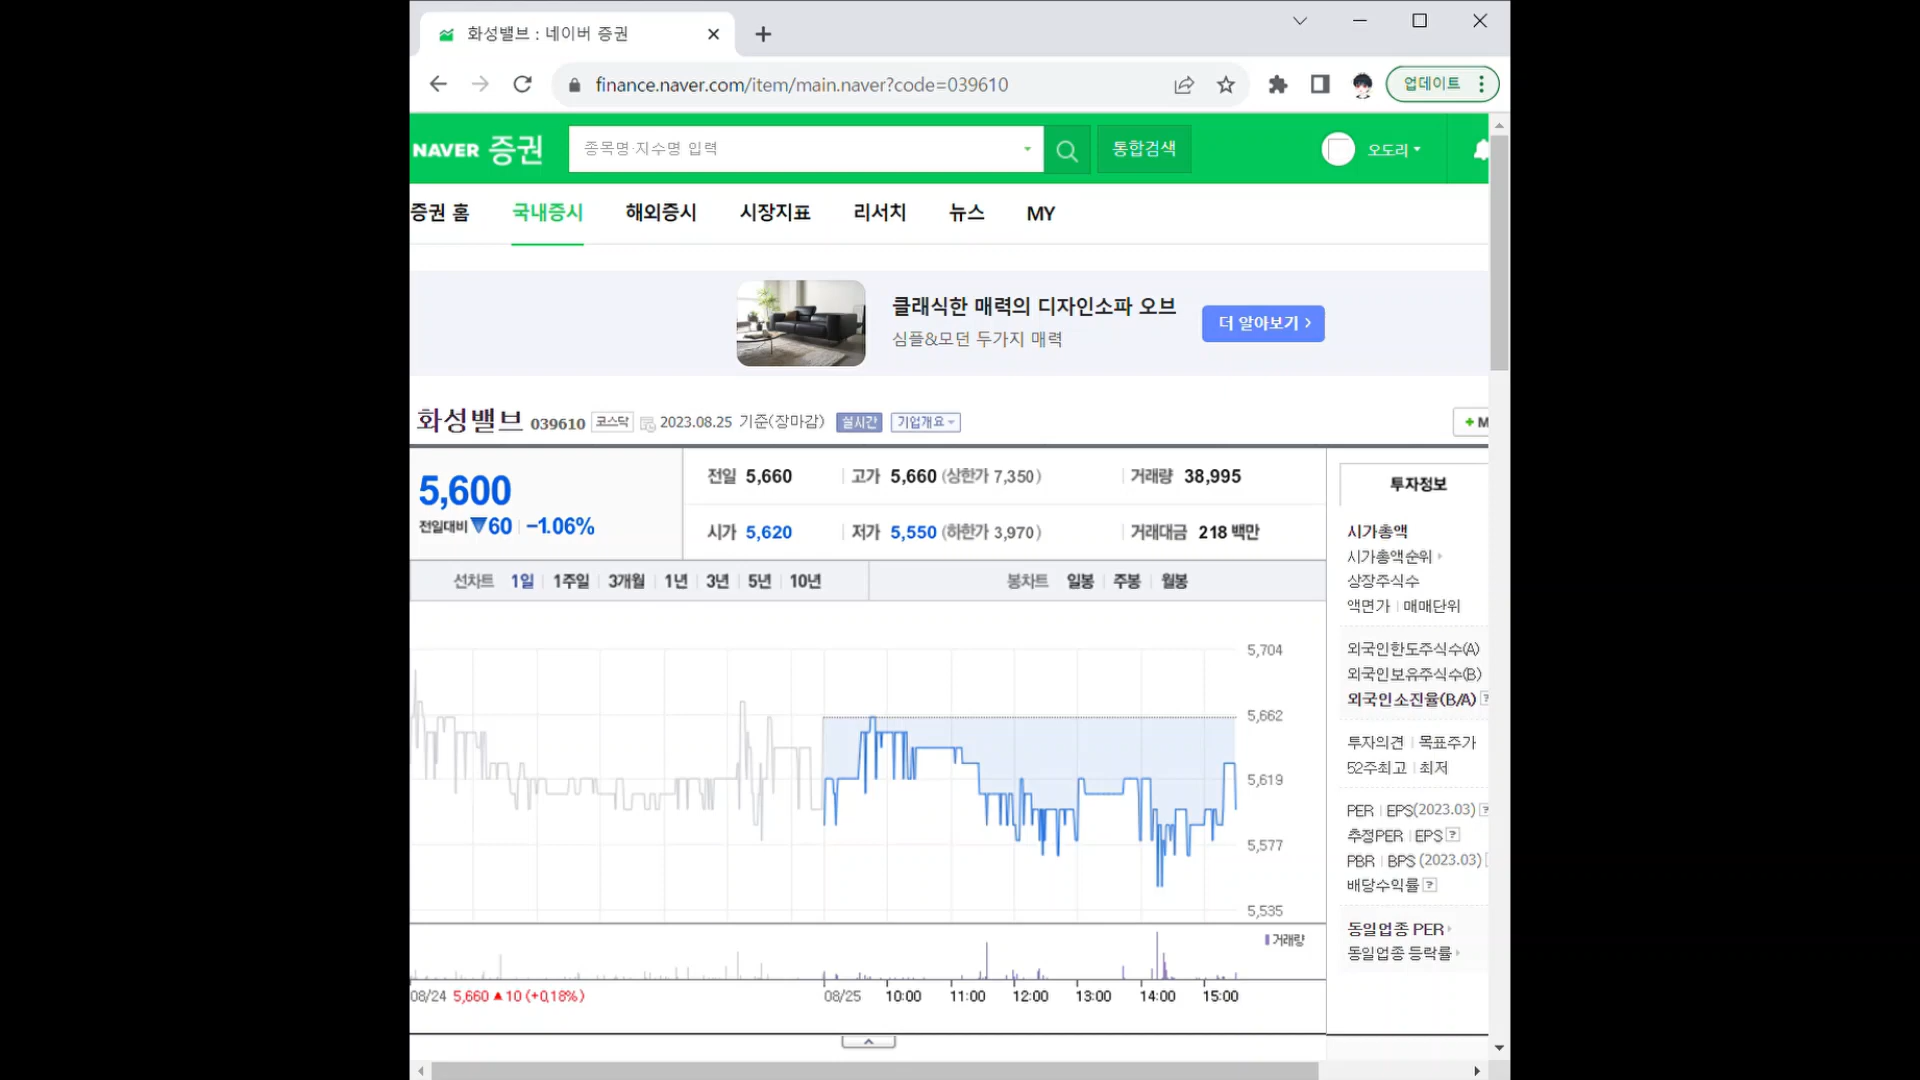 화성밸브 : 네이버 증권
finance.naver.com/item/main.naver?code=039610
업데이트
NAVER 증권
종목명·지수명 입력
통합검색
오도리
증권 홈 국내증시 해외증시 시장지표 리서치 뉴스 MY
클래식한 매력의 디자인소파 오브
심플&모던 두가지 매력
더 알아보기 >
화성밸브 039610 코스닥 2023.08.25 기준(장마감) 실시간 기업개요
+ M
5,600
전일대비 ▼60 -1.06%
전일 5,660 고가 5,660 (상한가 7,350) 거래량 38,995
시가 5,620 저가 5,550 (하한가 3,970) 거래대금 218 백만
선차트 1일 1주일 3개월 1년 3년 5년 10년 봉차트 일봉 주봉 월봉
5,704
5,662
5,619
5,577
5,535
거래량
08/24 5,660 ▲10 (+0.18%) 08/25 10:00 11:00 12:00 13:00 14:00 15:00
투자정보
시가총액
시가총액순위
상장주식수
액면가 | 매매단위
외국인한도주식수(A)
외국인보유주식수(B)
외국인소진율(B/A) ?
투자의견 | 목표주가
52주최고 | 최저
PER | EPS(2023.03) ?
추정PER | EPS ?
PBR | BPS (2023.03)
배당수익률 ?
동일업종 PER
동일업종 등락률